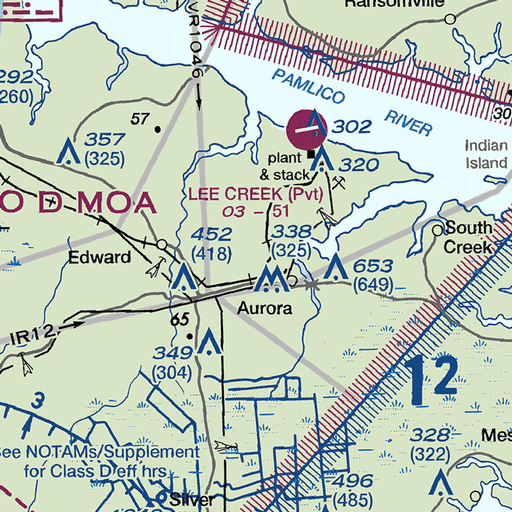 Ransomville
VR1046
292
(260)
PAMLICO
RIVER
57
302
30
357
(325)
plant
& stack
320
Indian
Island
LEE CREEK (Pvt)
03 - 51
O D MOA
452
(418)
338
(325)
South
Creek
Edward
653
(649)
Aurora
IR12
65
349
(304)
12
3
See NOTAMs/Supplement
for Class D eff hrs
328
(322)
Mes
496
(485)
Silver